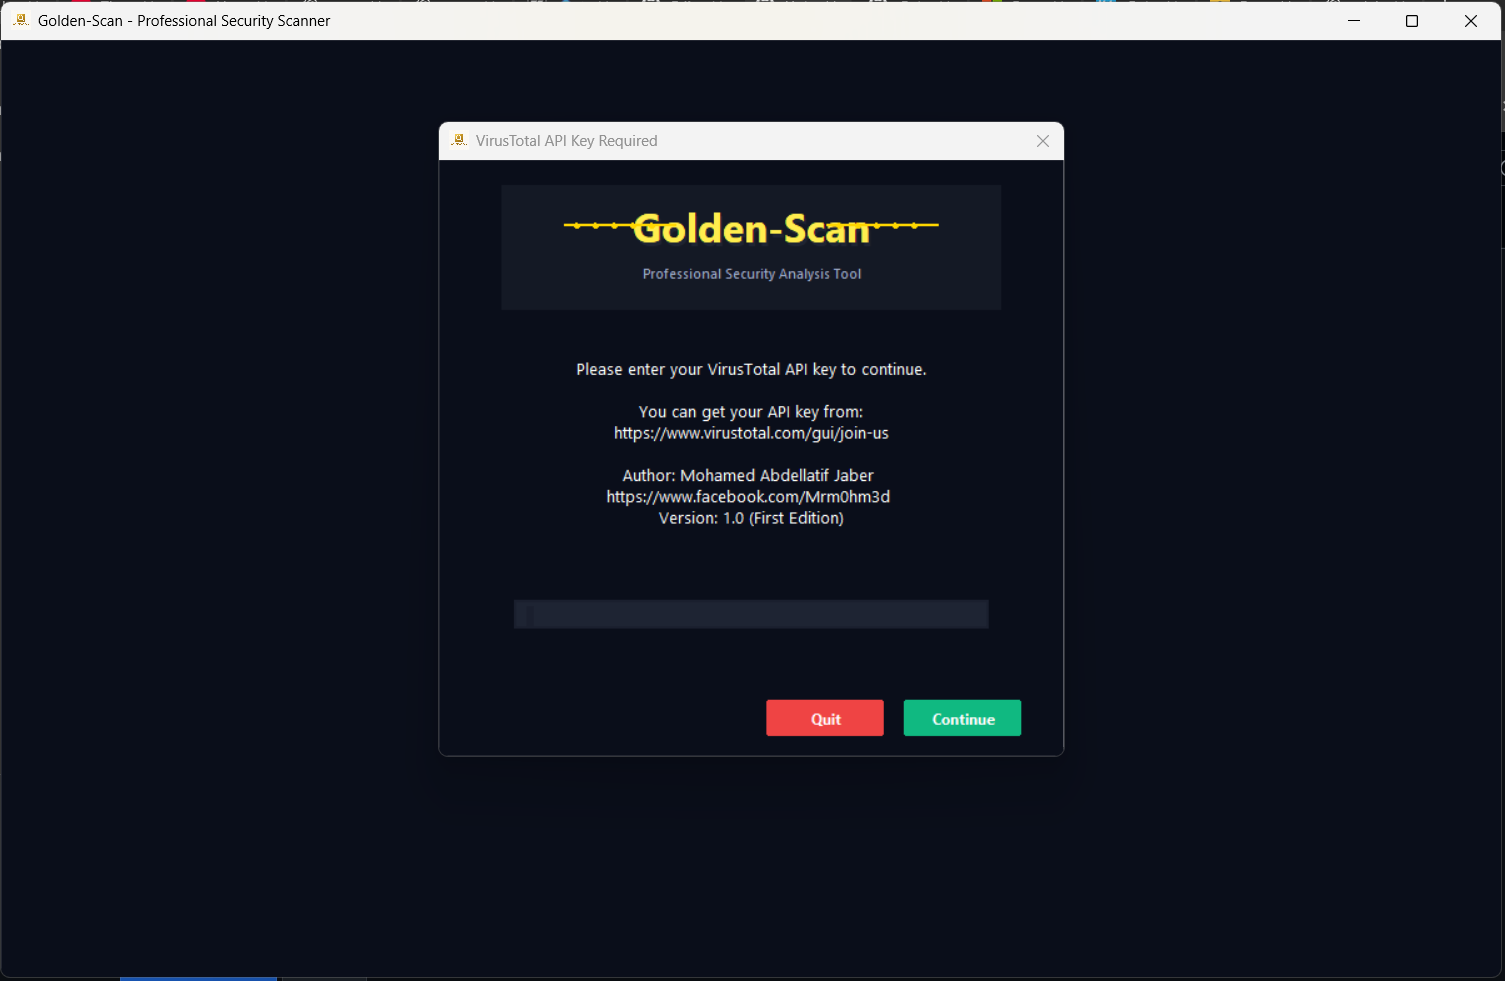 Golden-Scan - Professional Security Scanner
VirusTotal API Key Required
Golden-Scan
Professional Security Analysis Tool
Please enter your VirusTotal API key to continue.
You can get your API key from:
https://www.virustotal.com/gui/join-us
Author: Mohamed Abdellatif Jaber
https://www.facebook.com/Mrm0hm3d
Version: 1.0 (First Edition)
Quit
Continue